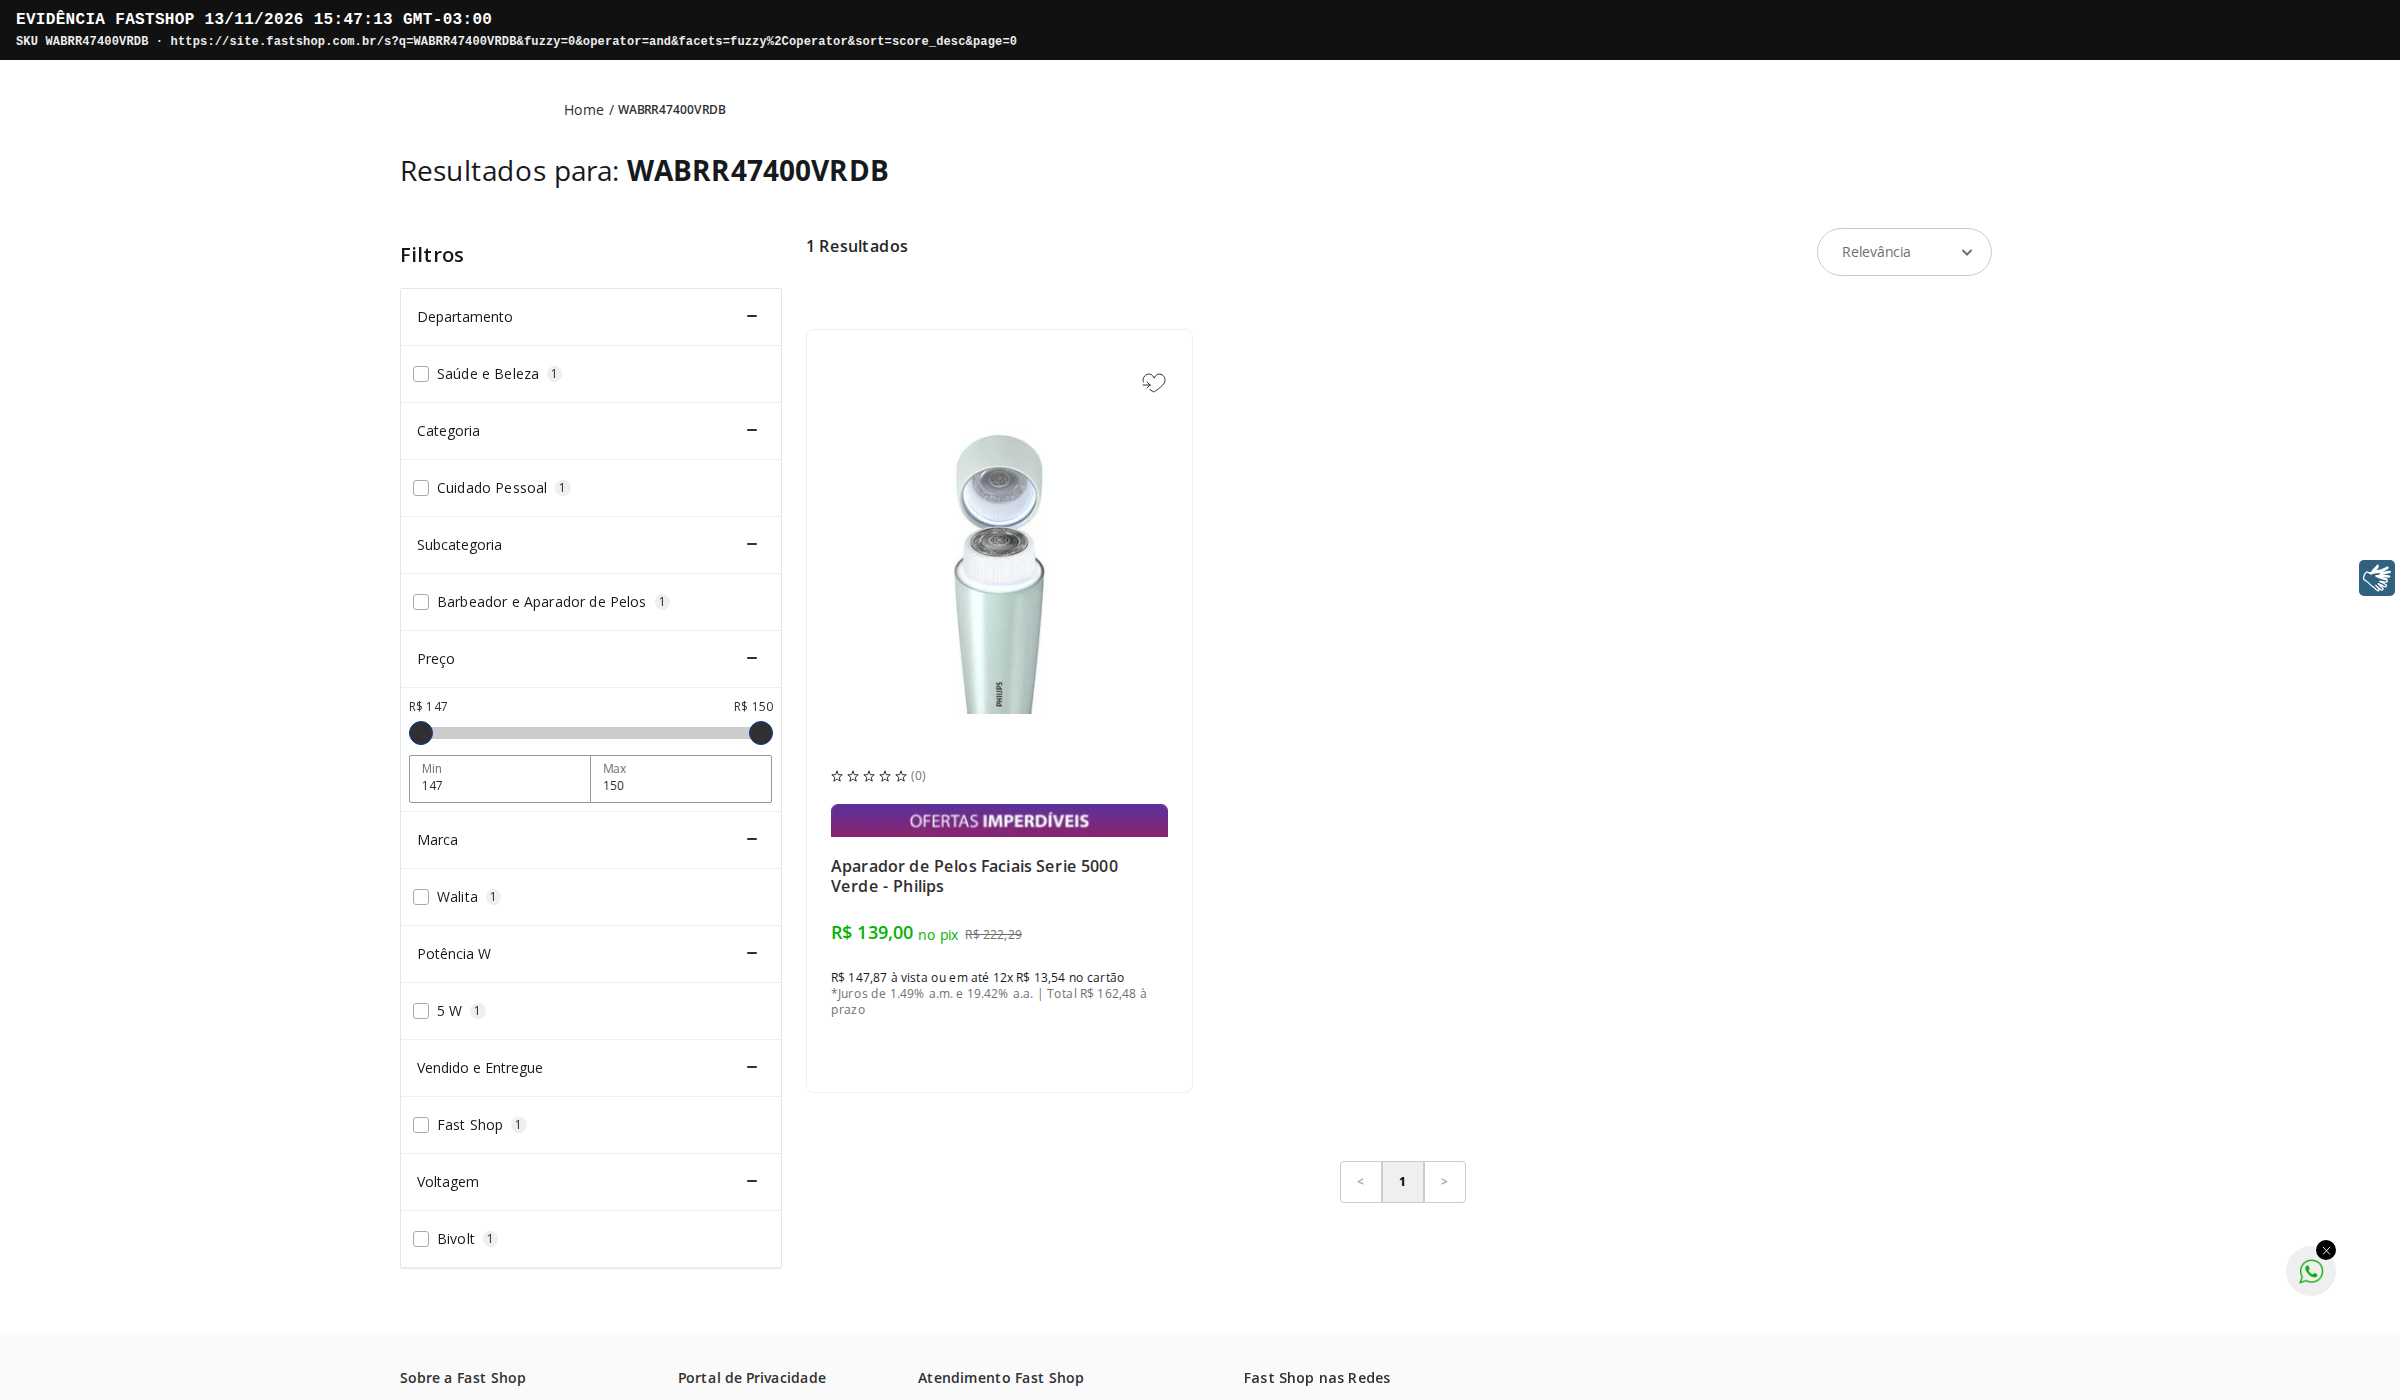 EVIDÊNCIA FASTSHOP 13/11/2026 15:47:13 GMT-03:00
SKU WABRR47400VRDB · https://site.fastshop.com.br/s?q=WABRR47400VRDB&fuzzy=0&operator=and&facets=fuzzy%2Coperator&sort=score_desc&page=0
Home / WABRR47400VRDB
Resultados para: WABRR47400VRDB
Filtros
1 Resultados
Relevância
Departamento
Saúde e Beleza 1
Categoria
Cuidado Pessoal 1
Subcategoria
Barbeador e Aparador de Pelos 1
Preço
R$ 147 R$ 150
Min Max
147 150
Marca
Walita 1
Potência W
5 W 1
Vendido e Entregue
Fast Shop 1
Voltagem
Bivolt 1
PHILIPS
(0)
OFERTAS IMPERDÍVEIS
Aparador de Pelos Faciais Serie 5000
Verde - Philips
R$ 139,00 no pix R$ 222,29
R$ 147,87 à vista ou em até 12x R$ 13,54 no cartão
*Juros de 1.49% a.m. e 19.42% a.a. | Total R$ 162,48 à
prazo
< 1 >
Sobre a Fast Shop Portal de Privacidade Atendimento Fast Shop Fast Shop nas Redes